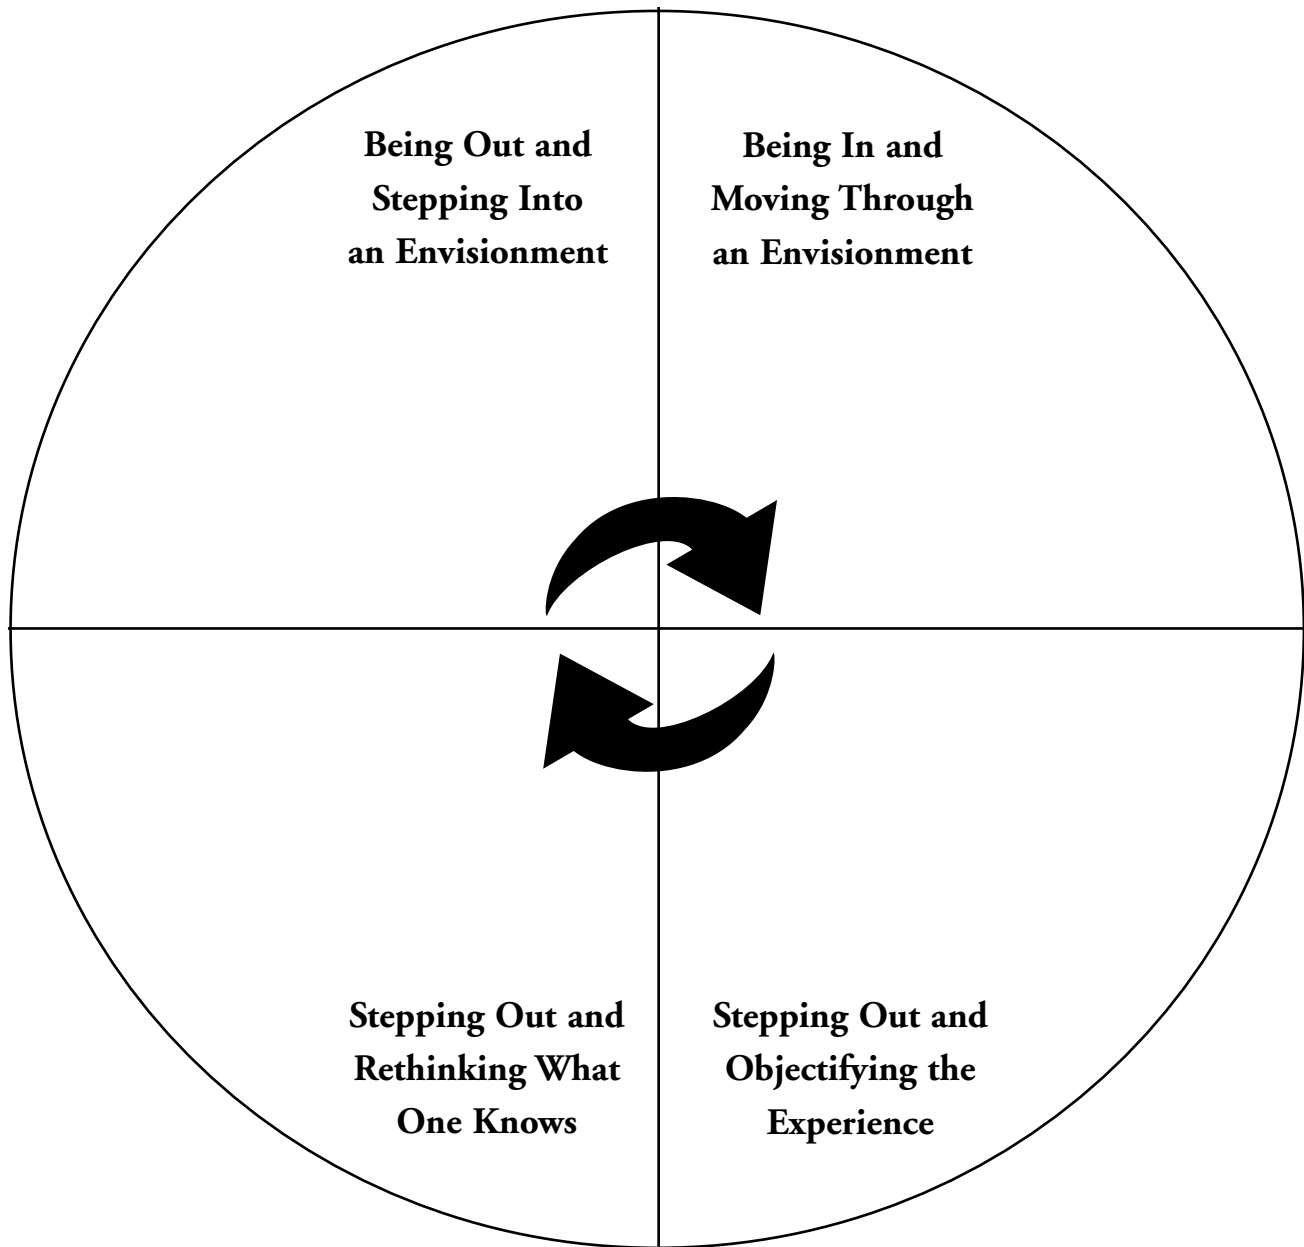 Being Out and
Stepping Into
an Envisionment
Being In and
Moving Through
an Envisionment
Stepping Out and
Rethinking What
One Knows
Stepping Out and
Objectifying the
Experience